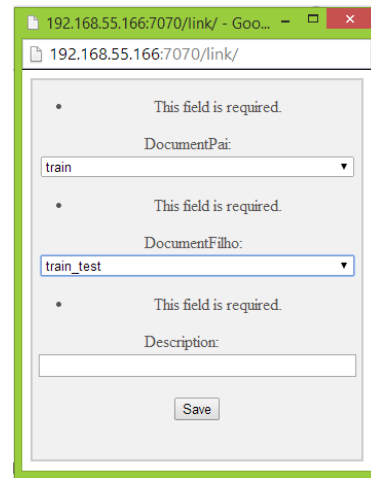 192.168.55.166:7070/link/ - Goo...
192.168.55.166:7070/link/
This field is required.
DocumentPai:
train
This field is required.
DocumentFilho:
train_test
This field is required.
Description:
Save